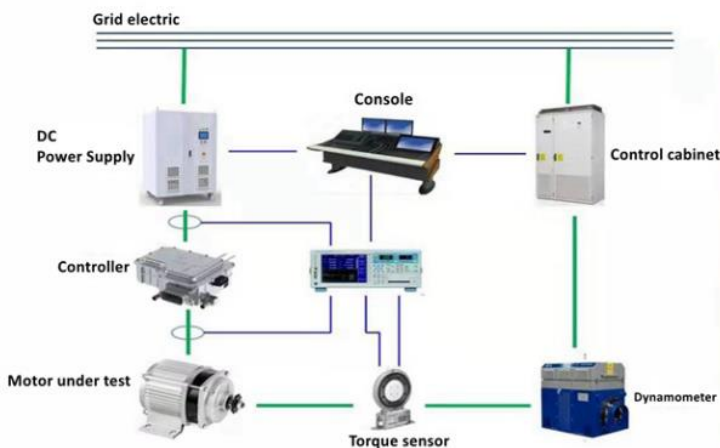 Grid electric
Console
DC
Power Supply
Control cabinet
Controller
Motor under test
Dynamometer
Torque sensor